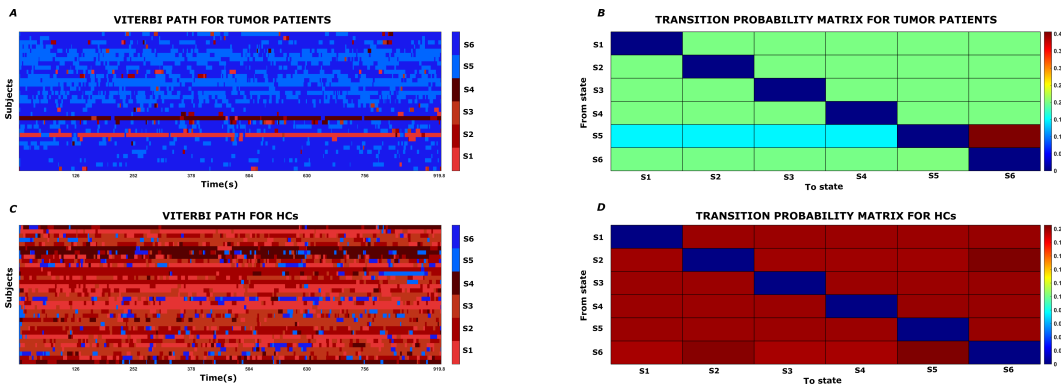 A
VITERBI PATH FOR TUMOR PATIENTS
Subjects
S6
S5
S4
S3
S2
S1
126
252
378
504
630
756
919.8
Time(s)
B
TRANSITION PROBABILITY MATRIX FOR TUMOR PATIENTS
From state
S1
S2
S3
S4
S5
S6
S1 S2 S3 S4 S5 S6
To state
C
VITERBI PATH FOR HCs
Subjects
S6
S5
S4
S3
S2
S1
126
252
378
504
630
756
919.8
Time(s)
D
TRANSITION PROBABILITY MATRIX FOR HCs
From state
S1
S2
S3
S4
S5
S6
S1 S2 S3 S4 S5 S6
To state